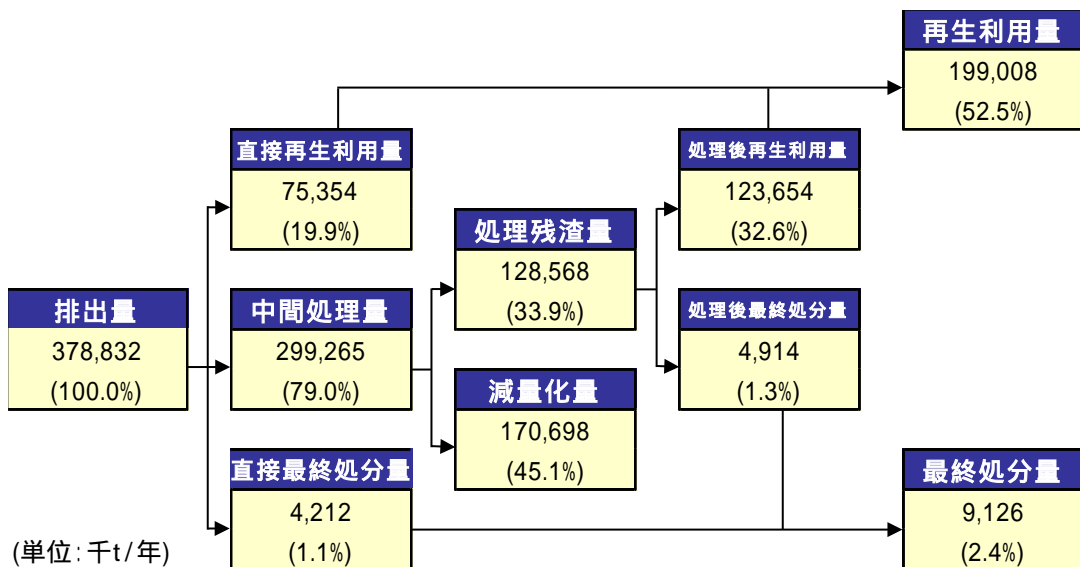 再生利用量
199,008
(52.5%)
直接再生利用量
75,354
(19.9%)
処理後再生利用量
123,654
(32.6%)
処理残渣量
128,568
(33.9%)
排出量
378,832
(100.0%)
中間処理量
299,265
(79.0%)
処理後最終処分量
4,914
(1.3%)
減量化量
170,698
(45.1%)
直接最終処分量
4,212
(1.1%)
最終処分量
9,126
(2.4%)
(単位:千t/年)